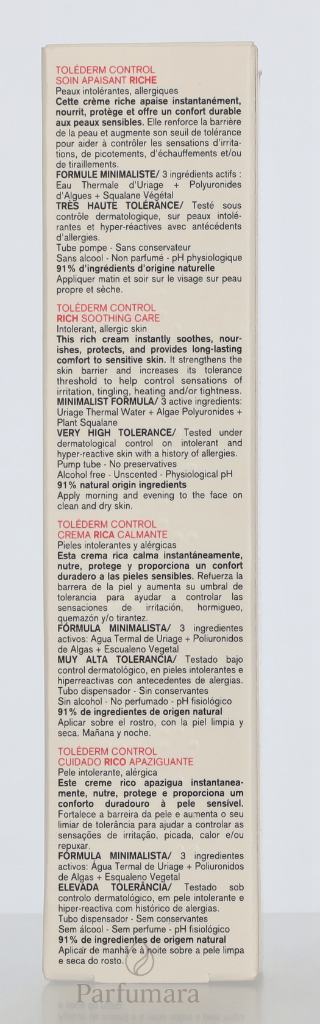 TOLÉDERM CONTROL
SOIN APAISANT RICHE
Peaux intolérantes, allergiques
Cette crème riche apaise instantanément,
nourrit, protège et offre un confort durable
aux peaux sensibles. Elle renforce la barrière
de la peau et augmente son seuil de tolérance
pour aider à contrôler les sensations d'irrita-
tions, de picotements, d'échauffements et/ou
de tiraillements.
FORMULE MINIMALISTE/ 3 ingrédients actifs :
Eau Thermale d'Uriage + Polyuronides
d'Algues + Squalane Végétal
TRÈS HAUTE TOLÉRANCE/ Testé sous
contrôle dermatologique, sur peaux intolé-
rantes et hyper-réactives avec antécédents
d'allergies.
Tube pompe - Sans conservateur
Sans alcool - Non parfumé - pH physiologique
91% d'ingrédients d'origine naturelle
Appliquer matin et soir sur le visage sur peau
propre et sèche.
TOLÉDERM CONTROL
RICH SOOTHING CARE
Intolerant, allergic skin
This rich cream instantly soothes, nour-
ishes, protects, and provides long-lasting
comfort to sensitive skin. It strengthens the
skin barrier and increases its tolerance
threshold to help control sensations of
irritation, tingling, heating and/or tightness.
MINIMALIST FORMULA/ 3 active ingredients:
Uriage Thermal Water + Algae Polyuronides +
Plant Squalane
VERY HIGH TOLERANCE/ Tested under
dermatological control on intolerant and
hyper-reactive skin with a history of allergies.
Pump tube - No preservatives
Alcohol free - Unscented - Physiological pH
91% natural origin ingredients
Apply morning and evening to the face on
clean and dry skin.
TOLÉDERM CONTROL
CREMA RICA CALMANTE
Pieles intolerantes y alérgicas
Esta crema rica calma instantáneamente,
nutre, protege y proporciona un confort
duradero a las pieles sensibles. Refuerza la
barrera de la piel y aumenta su umbral de
tolerancia para ayudar a controlar las
sensaciones de irritación, hormigueo,
quemazón y/o tirantez.
FÓRMULA MINIMALISTA/ 3 ingredientes
activos: Agua Termal de Uriage + Poliuronidos
de Algas + Escualeno Vegetal
MUY ALTA TOLERANCIA/ Testado bajo
control dermatológico, en pieles intolerantes e
hiperreactivas con antecedentes de alergias.
Tubo dispensador - Sin conservantes
Sin alcohol - No perfumado - pH fisiológico
91% de ingredientes de origen natural
Aplicar sobre el rostro, con la piel limpia y
seca. Mañana y noche.
TOLÉDERM CONTROL
CUIDADO RICO APAZIGUANTE
Pele intolerante, alérgica
Este creme rico apazigua instantanea-
mente, nutre, protege e proporciona um
conforto duradouro à pele sensível.
Fortalece a barreira da pele e aumenta o seu
limiar de tolerância para ajudar a controlar as
sensações de irritação, picada, calor e/ou
repuxar.
FÓRMULA MINIMALISTA/ 3 ingredientes
activos: Água Termal de Uriage + Poliuronidos
de Algas + Esqualeno Vegetal
ELEVADA TOLERÂNCIA/ Testado sob
controlo dermatológico, em pele intolerante e
hiper-reactiva com histórico de alergias.
Tubo dispensador - Sem conservantes
Sem álcool - Sem perfume - pH fisiológico
91% de ingredientes de origem natural
Aplicar de manhã e à noite sobre a pele limpa
e seca do rosto.
Parfumara